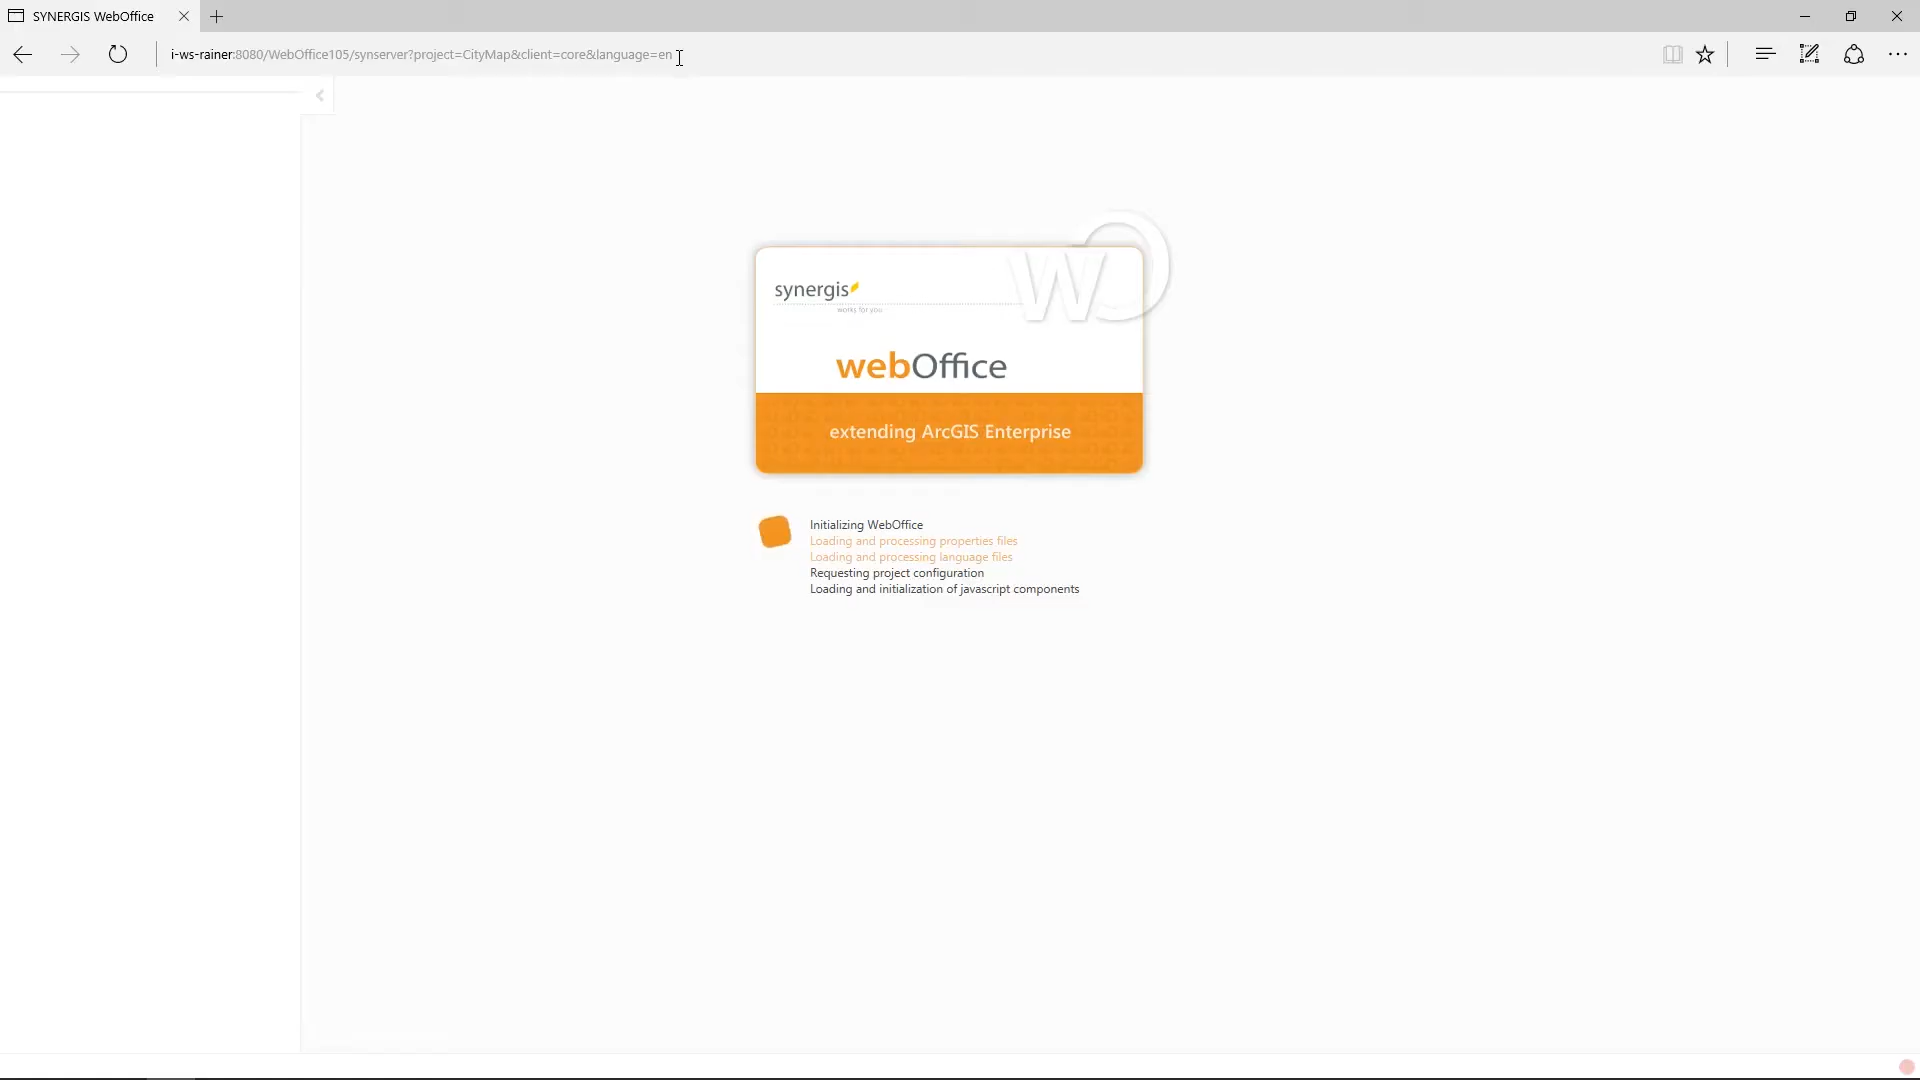 SYNERGIS WebOffice
i-ws-rainer:8080/WebOffice105/synserver?project=CityMap&client=core&language=en
WO
synergis
works for you
webOffice
extending ArcGIS Enterprise
Initializing WebOffice
Loading and processing properties files
Loading and processing language files
Requesting project configuration
Loading and initialization of javascript components